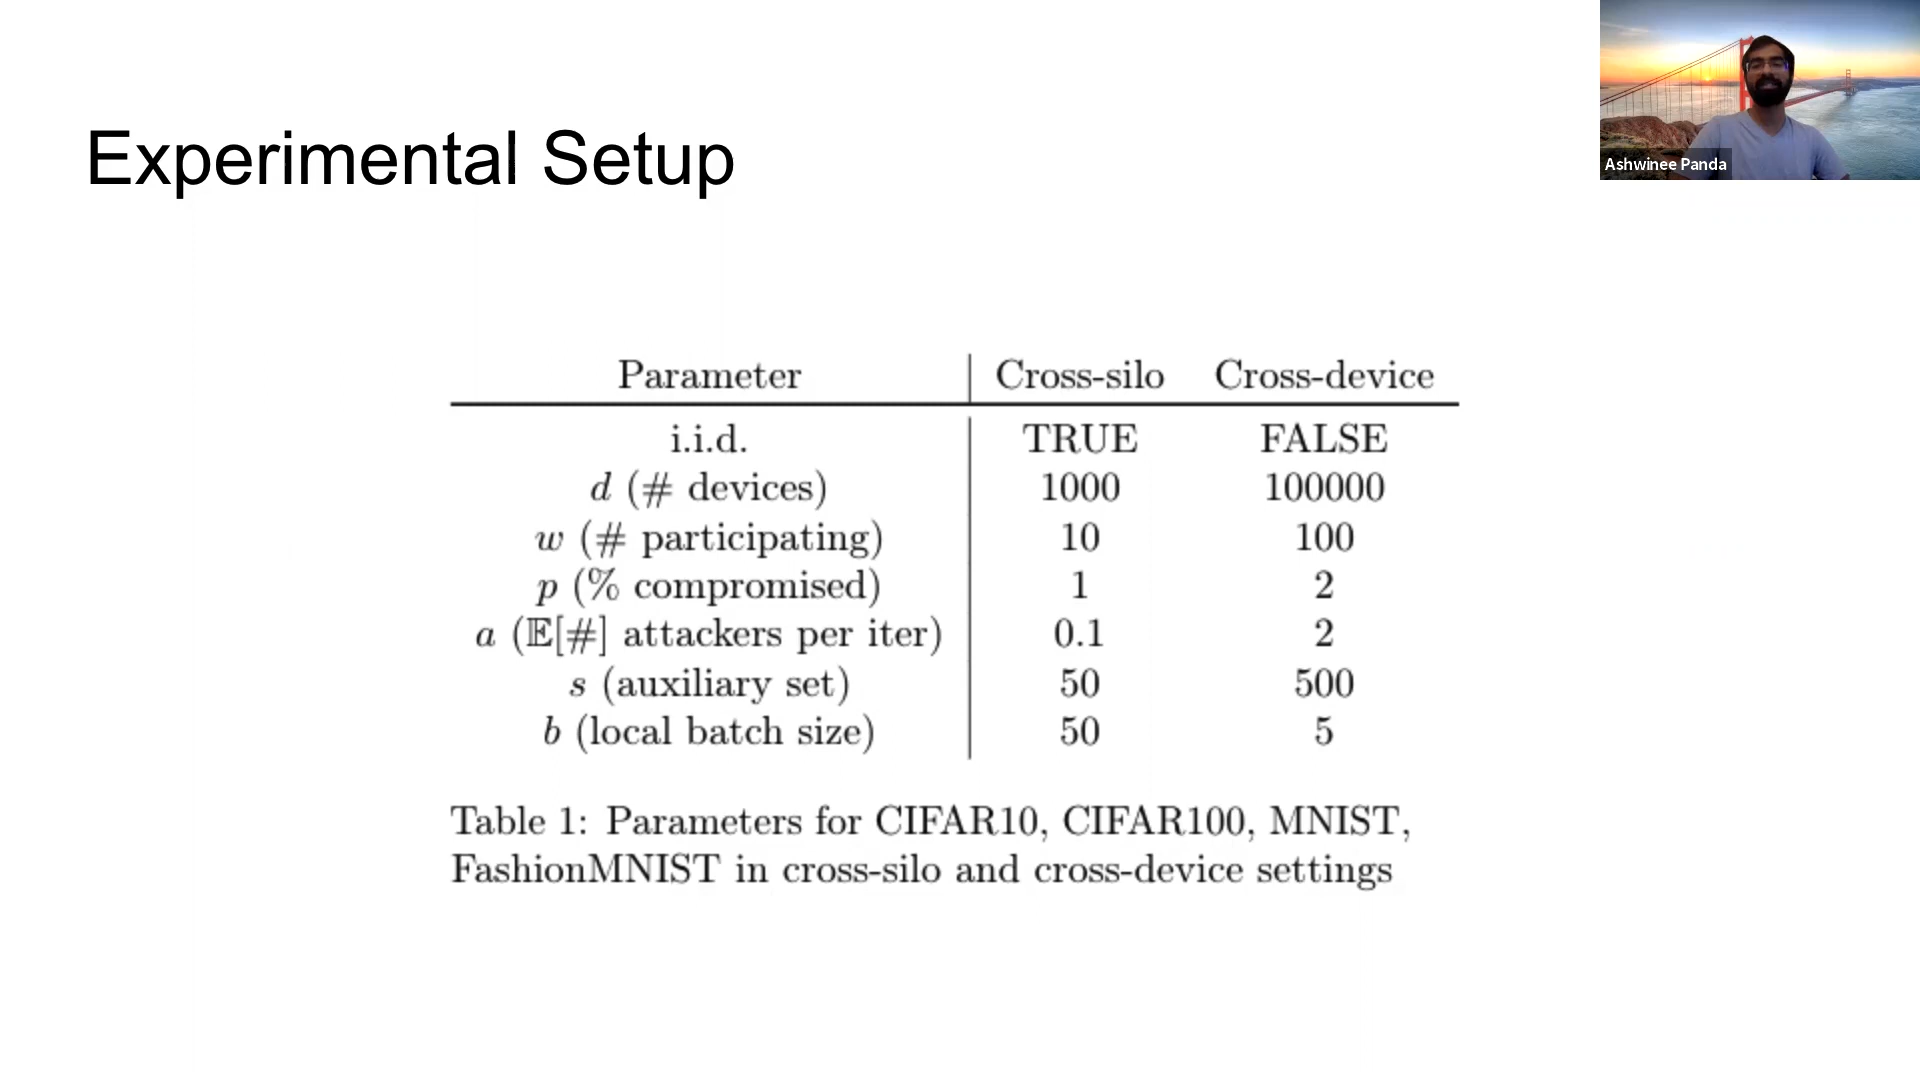 Experimental Setup
Ashwinee Panda
Parameter Cross-silo Cross-device
i.i.d. TRUE FALSE
d (# devices) 1000 100000
w (# participating) 10 100
p (% compromised) 1 2
a (𝔼[#] attackers per iter) 0.1 2
s (auxiliary set) 50 500
b (local batch size) 50 5
Table 1: Parameters for CIFAR10, CIFAR100, MNIST,
FashionMNIST in cross-silo and cross-device settings